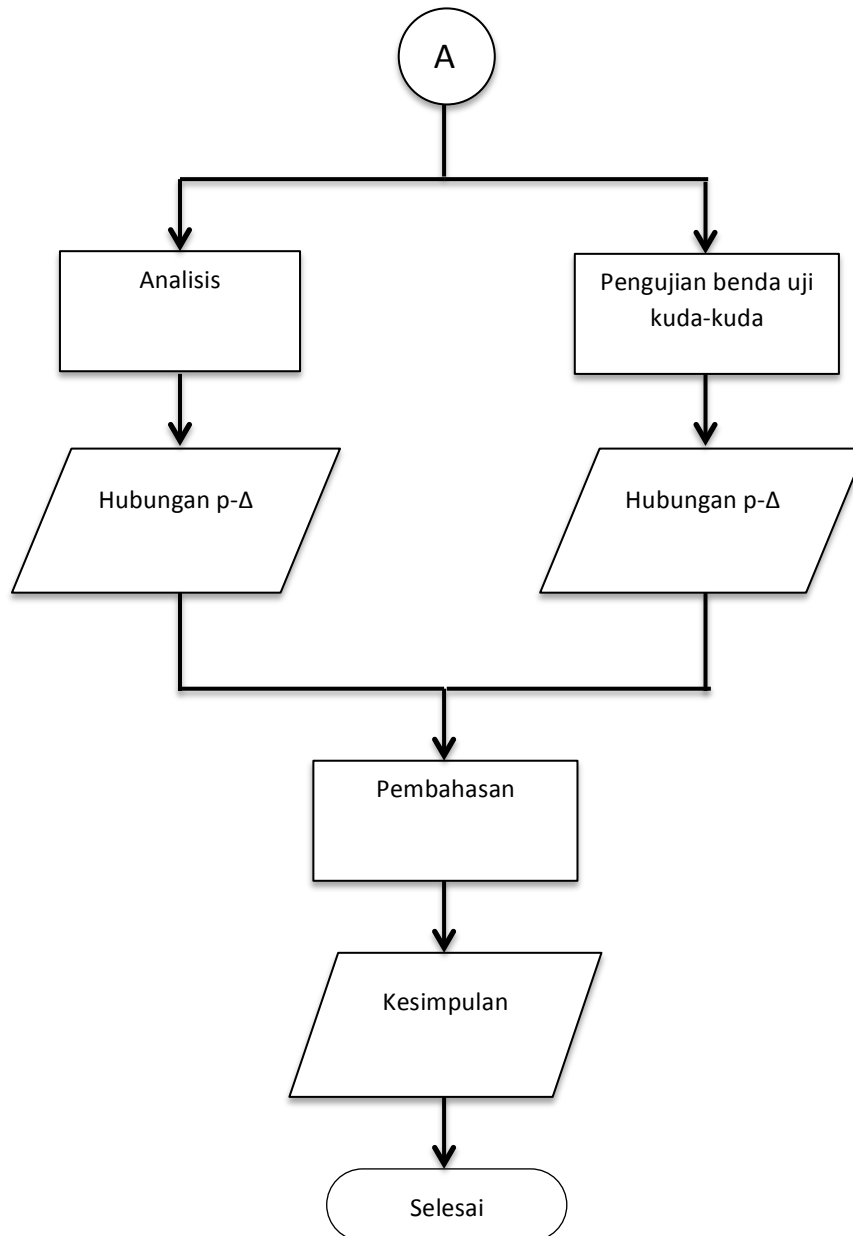 A
Analisis
Pengujian benda uji
kuda-kuda
Hubungan p-Δ
Hubungan p-Δ
Pembahasan
Kesimpulan
Selesai